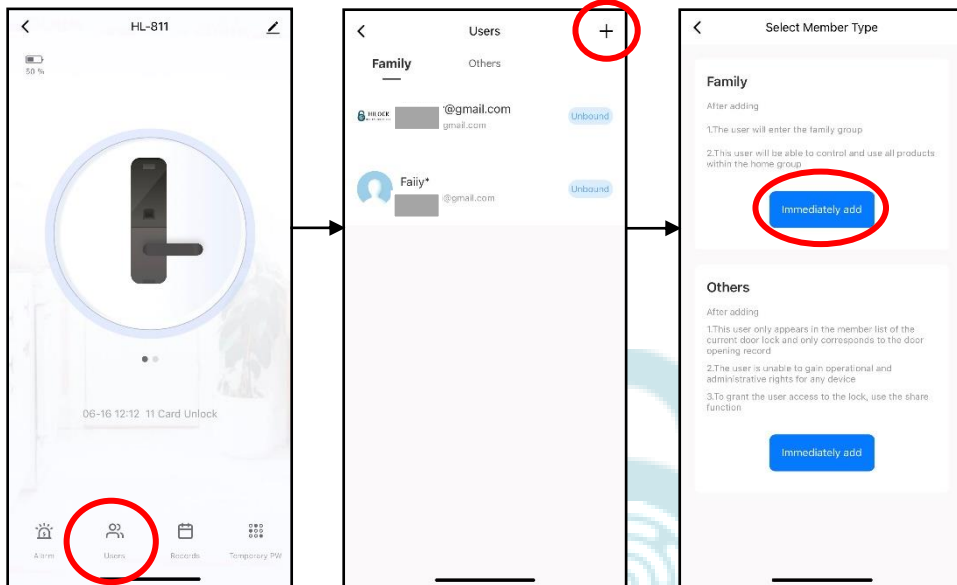 HL-811
50 %
06-16 12:12 11 Card Unlock
Alarm
Users
Records
Temporary PW
Users
Family
Others
HILOCK
@gmail.com
gmail.com
Unbound
Faiiy*
@gmail.com
Unbound
Select Member Type
Family
After adding
1.The user will enter the family group
2.This user will be able to control and use all products
within the home group
Immediately add
Others
After adding
1.This user only appears in the member list of the
current door lock and only corresponds to the door
opening record
2.The user is unable to gain operational and
administrative rights for any device
3.To grant the user access to the lock, use the share
function
Immediately add